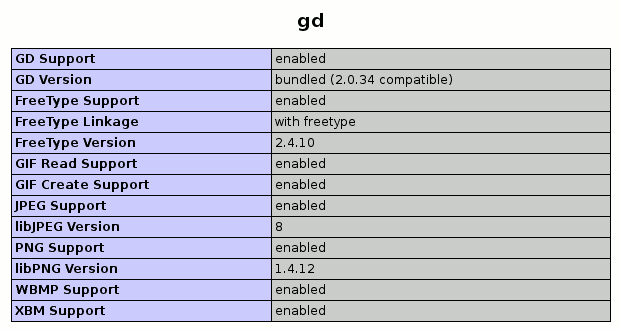 gd
GD Support enabled
GD Version bundled (2.0.34 compatible)
FreeType Support enabled
FreeType Linkage with freetype
FreeType Version 2.4.10
GIF Read Support enabled
GIF Create Support enabled
JPEG Support enabled
libJPEG Version 8
PNG Support enabled
libPNG Version 1.4.12
WBMP Support enabled
XBM Support enabled